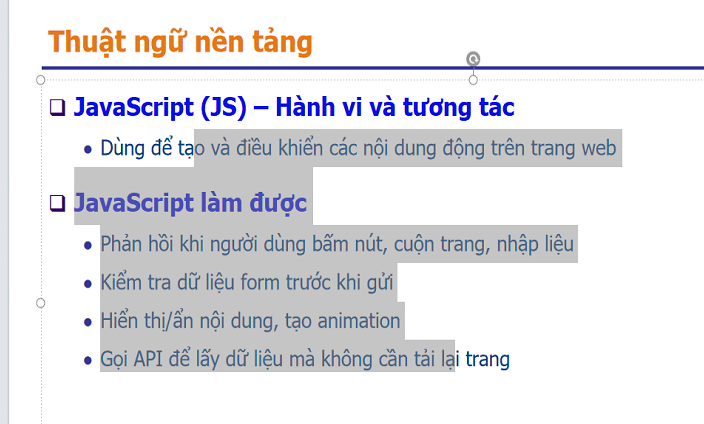 Thuật ngữ nền tảng
JavaScript (JS) – Hành vi và tương tác
Dùng để tạo và điều khiển các nội dung động trên trang web
JavaScript làm được
Phản hồi khi người dùng bấm nút, cuộn trang, nhập liệu
Kiểm tra dữ liệu form trước khi gửi
Hiển thị/ẩn nội dung, tạo animation
Gọi API để lấy dữ liệu mà không cần tải lại trang